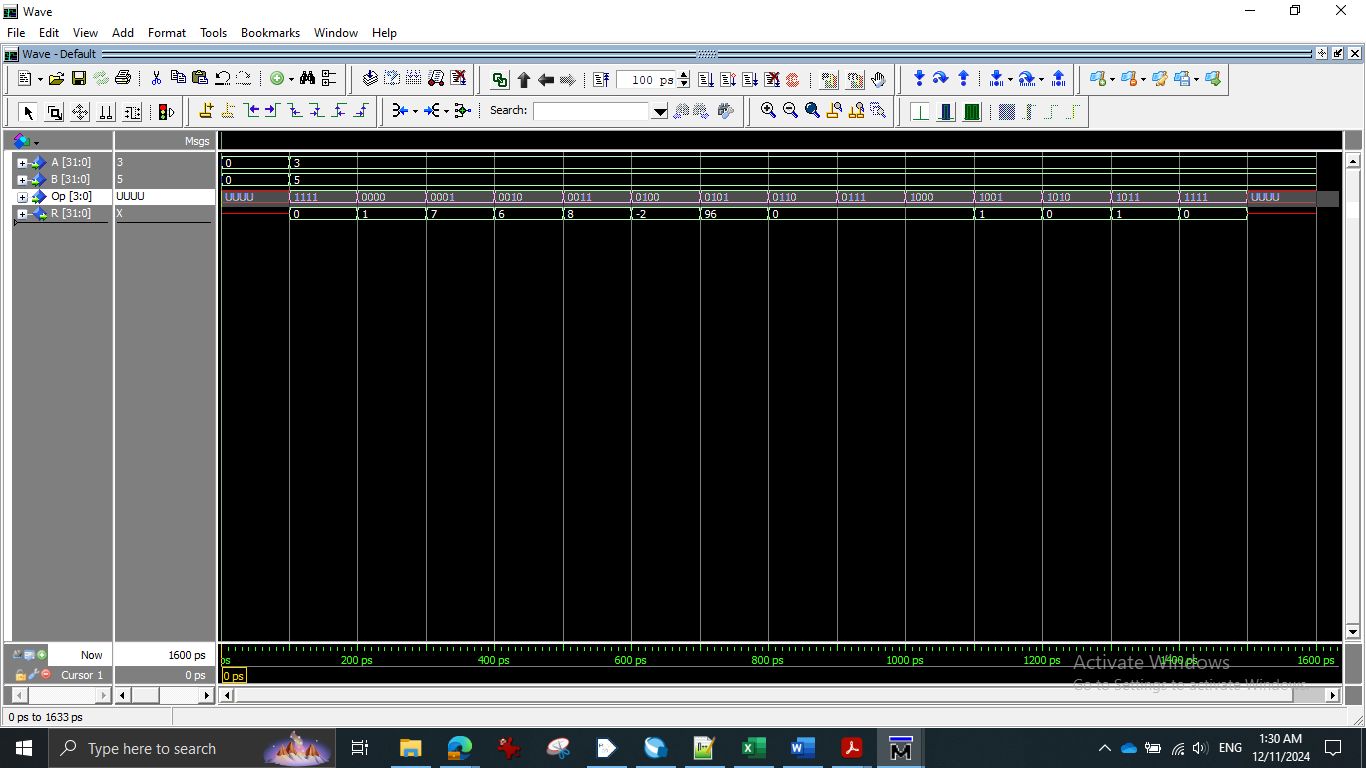 Wave
File Edit View Add Format Tools Bookmarks Window Help
Wave - Default
100 ps
Search:
Msgs
A [31:0] 3 0 3
B [31:0] 5 0 5
Op [3:0] UUUU UUUU 1111 0000 0001 0010 0011 0100 0101 0110 0111 1000 1001 1010 1011 1111 UUUU
R [31:0] X 0 1 7 6 8 -2 96 0 1 0 1 0
Now 1600 ps ps 200 ps 400 ps 600 ps 800 ps 1000 ps 1200 ps 1400 ps 1600 ps
Cursor 1 0 ps 0 ps
Activate Windows
Go to Settings to activate Windows.
0 ps to 1633 ps
Type here to search
ENG
1:30 AM
12/11/2024